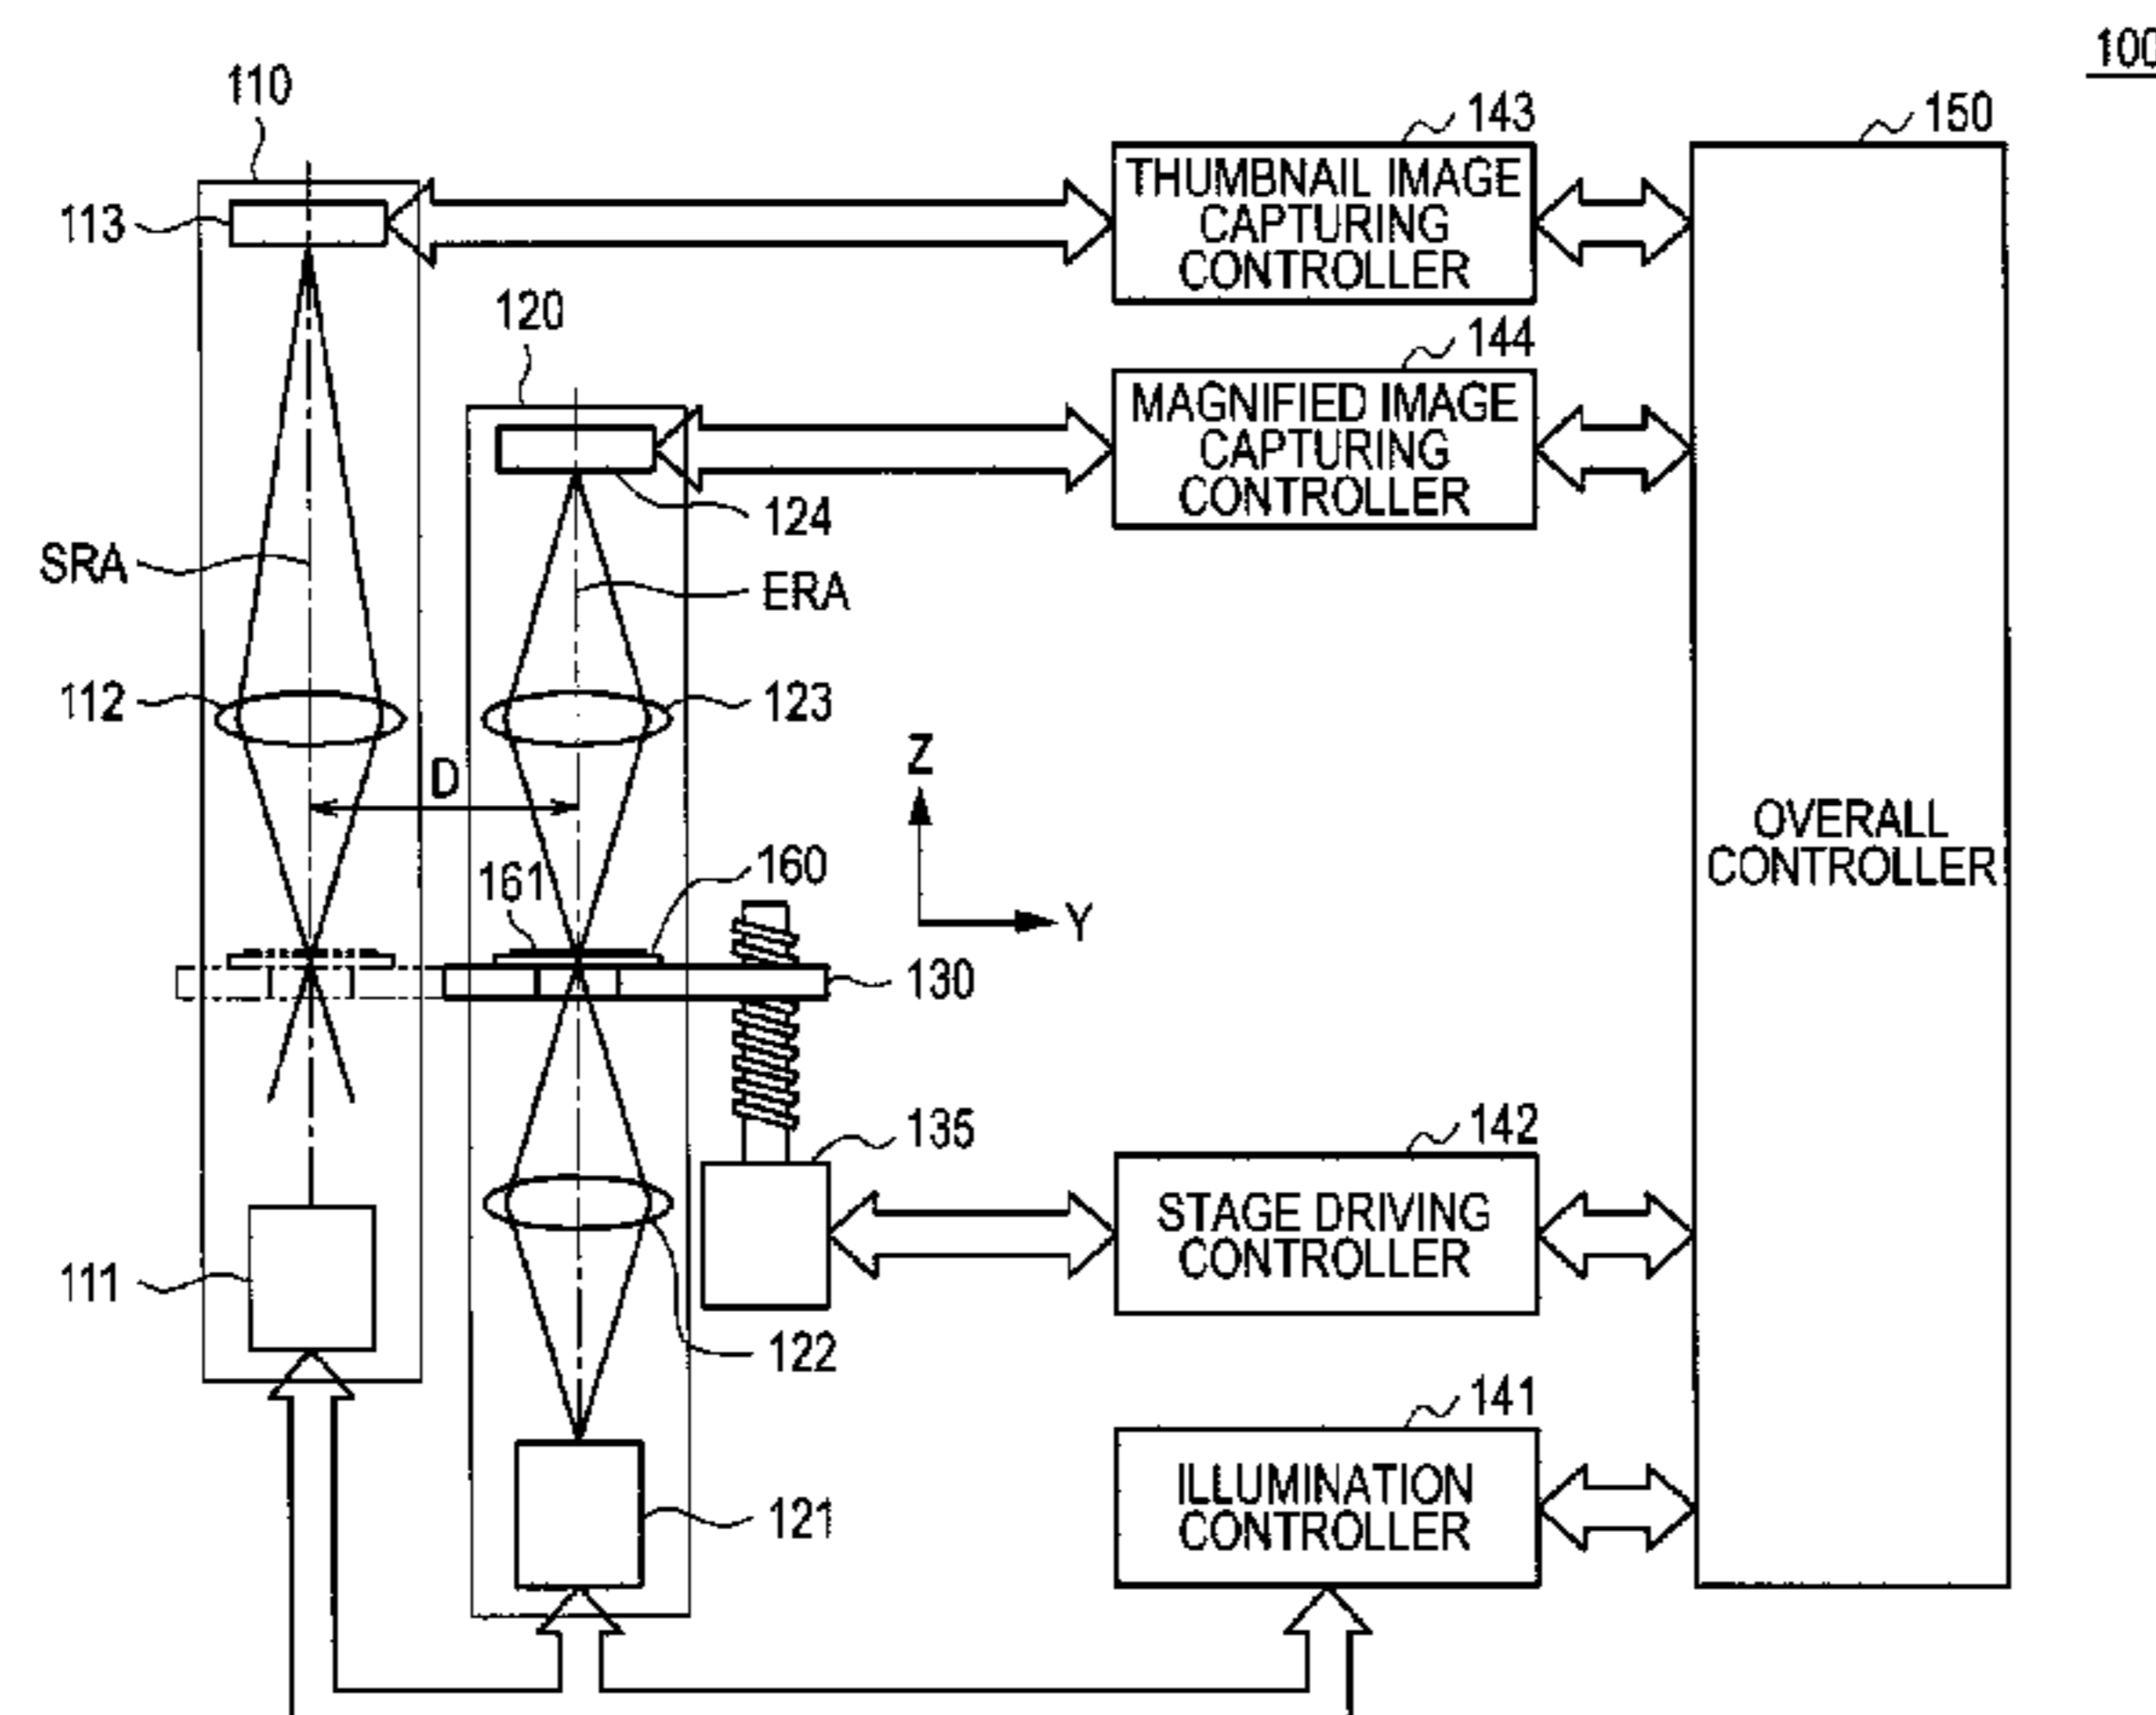 100
110
143
150
THUMBNAIL IMAGE
CAPTURING
CONTROLLER
113
120
144
MAGNIFIED IMAGE
CAPTURING
CONTROLLER
124
SRA
ERA
112
123
D
Z
Y
OVERALL
CONTROLLER
161
160
130
135
142
STAGE DRIVING
CONTROLLER
111
122
141
ILLUMINATION
CONTROLLER
121